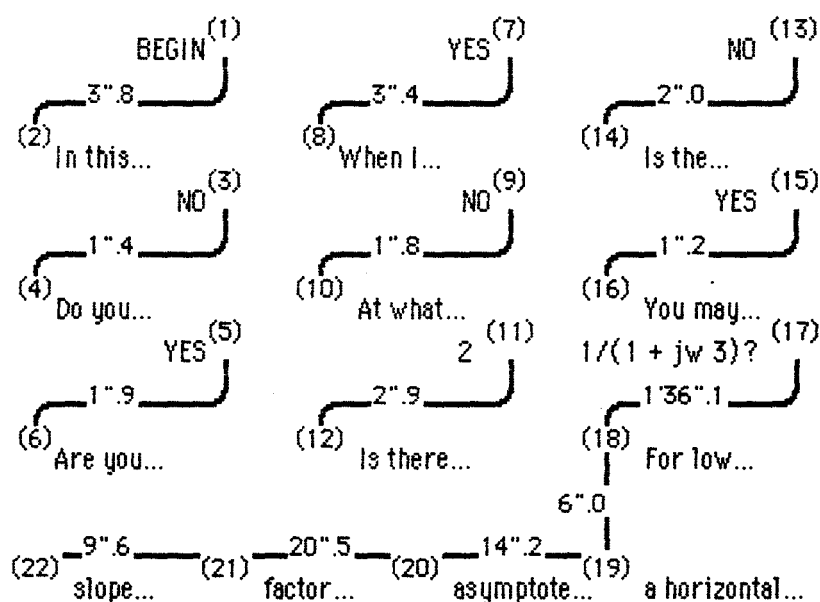 BEGIN (1) YES (7) NO (13)
3".8 3".4 2".0
(2) In this... (8) When I... (14) Is the...
NO (3) NO (9) YES (15)
1".4 1".8 1".2
(4) Do you... (10) At what... (16) You may...
YES (5) 2 (11) 1/(1 + jw 3)? (17)
1".9 2".9 1'36".1
(6) Are you... (12) Is there... (18) For low...
6".0
9".6 20".5 14".2
(22) slope... (21) factor... (20) asymptote... (19) a horizontal...